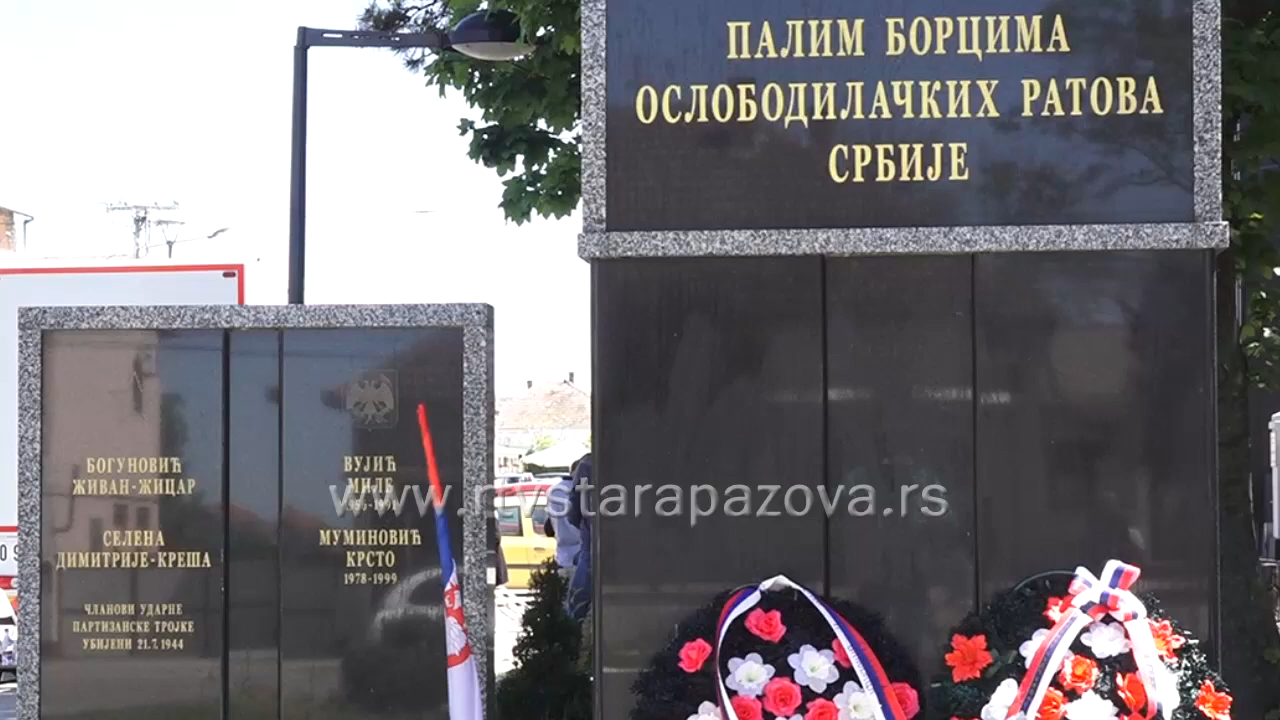 ПАЛИМ БОРЦИМА
ОСЛОБОДИЛАЧКИХ РАТОВА
СРБИЈЕ
БОГУНОВИЋ
ЖИВАН-ЖИЦАР
СЕЛЕНА
ДИМИТРИЈЕ-КРЕША
ЧЛАНОВИ УДАРНЕ
ПАРТИЗАНСКЕ ТРОЈКЕ
УБИЈЕНИ 21.7. 1944
ВУЈИЋ
МИЛЕ
МУМИНОВИЋ
КРСТО
1978-1999
www.rtvstarapazova.rs